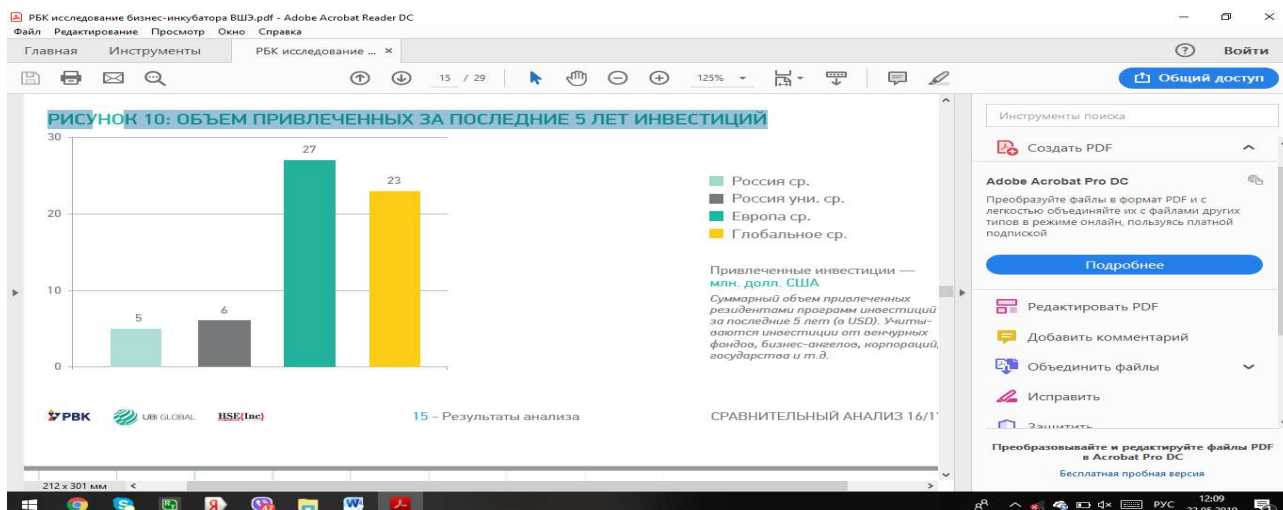 РБК исследование бизнес-инкубатора ВШЭ.pdf - Adobe Acrobat Reader DC
Файл Редактирование Просмотр Окно Справка
Главная Инструменты РБК исследование ... × Войти
15 / 29 125% Общий доступ
РИСУНОК 10: ОБЪЕМ ПРИВЛЕЧЕННЫХ ЗА ПОСЛЕДНИЕ 5 ЛЕТ ИНВЕСТИЦИЙ
30
20
10
0
5
6
27
23
Россия ср.
Россия уни. ср.
Европа ср.
Глобальное ср.
Привлеченные инвестиции —
млн. долл. США
Суммарный объем привлеченных
резидентами программ инвестиций
за последние 5 лет (в USD). Учиты-
ваются инвестиции от венчурных
фондов, бизнес-ангелов, корпораций,
государства и т.д.
РВК UBI GLOBAL HSE{Inc}
15 - Результаты анализа
СРАВНИТЕЛЬНЫЙ АНАЛИЗ 16/1
212 x 301 мм
Инструменты поиска
Создать PDF
Adobe Acrobat Pro DC
Преобразуйте файлы в формат PDF и с
легкостью объединяйте их с файлами других
типов в режиме онлайн, пользуясь платной
подпиской
Подробнее
Редактировать PDF
Добавить комментарий
Объединить файлы
Исправить
Защитить
Преобразовывайте и редактируйте файлы PDF
в Acrobat Pro DC
Бесплатная пробная версия
РУС 12:09